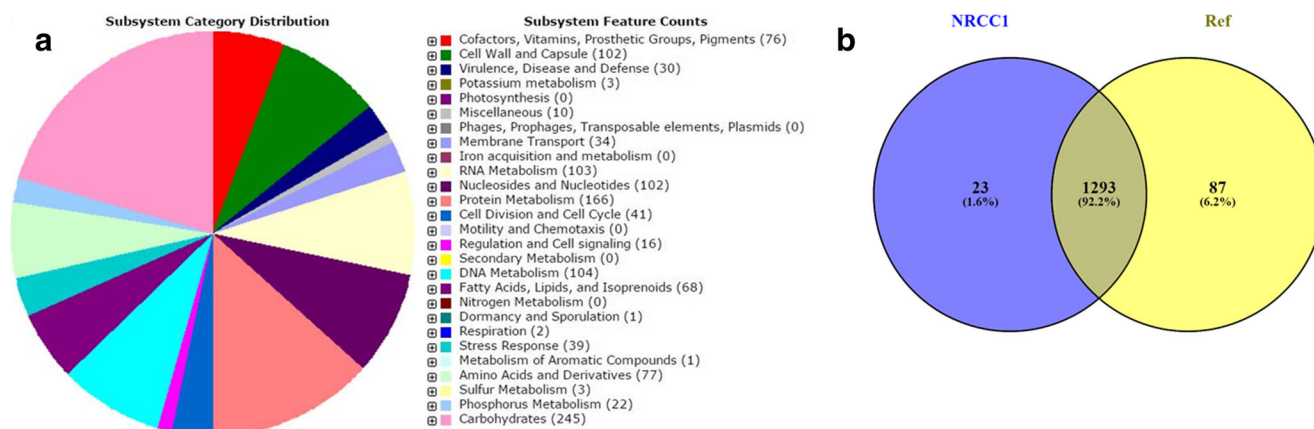 a
Subsystem Category Distribution
Subsystem Feature Counts
Cofactors, Vitamins, Prosthetic Groups, Pigments (76)
Cell Wall and Capsule (102)
Virulence, Disease and Defense (30)
Potassium metabolism (3)
Photosynthesis (0)
Miscellaneous (10)
Phages, Prophages, Transposable elements, Plasmids (0)
Membrane Transport (34)
Iron acquisition and metabolism (0)
RNA Metabolism (103)
Nucleosides and Nucleotides (102)
Protein Metabolism (166)
Cell Division and Cell Cycle (41)
Motility and Chemotaxis (0)
Regulation and Cell signaling (16)
Secondary Metabolism (0)
DNA Metabolism (104)
Fatty Acids, Lipids, and Isoprenoids (68)
Nitrogen Metabolism (0)
Dormancy and Sporulation (1)
Respiration (2)
Stress Response (39)
Metabolism of Aromatic Compounds (1)
Amino Acids and Derivatives (77)
Sulfur Metabolism (3)
Phosphorus Metabolism (22)
Carbohydrates (245)
b
NRCC1
Ref
23
(1.6%)
1293
(92.2%)
87
(6.2%)